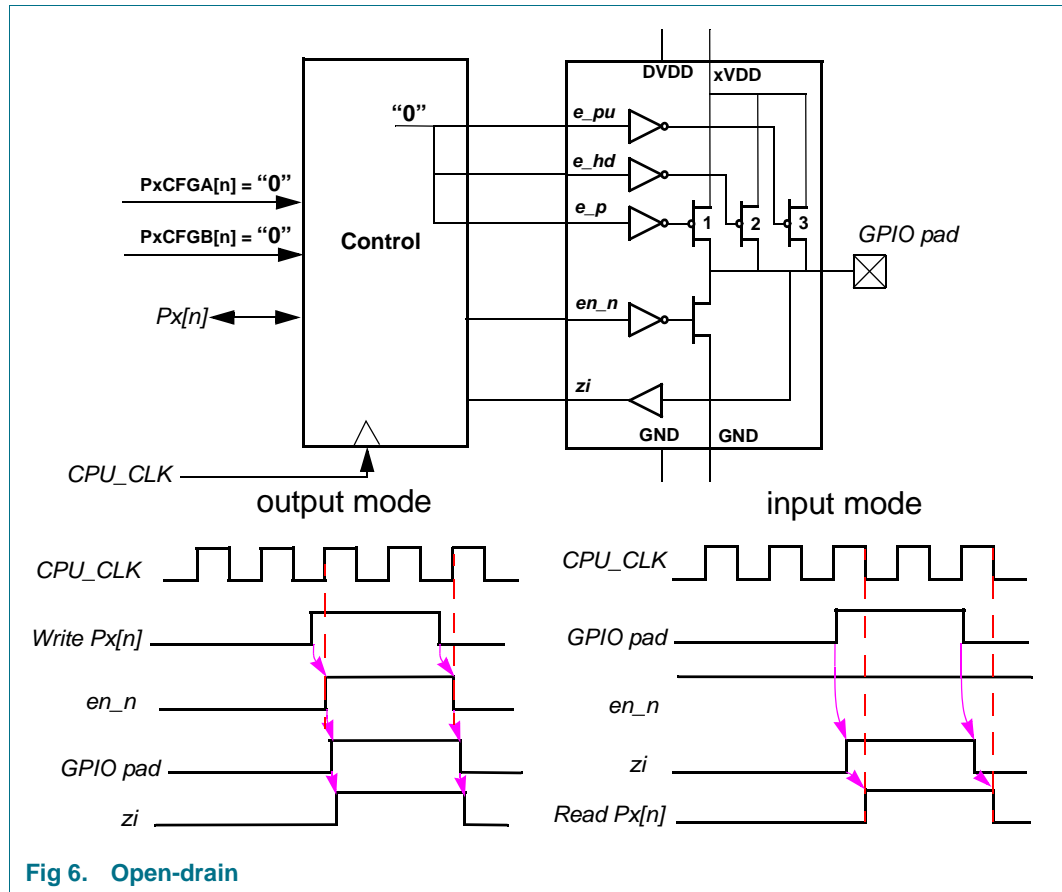 DVDD xVDD
“0”
e_pu
e_hd
PxCFGA[n] = “0”
e_p
1 2 3
Control
GPIO pad
PxCFGB[n] = “0”
Px[n]
en_n
zi
GND GND
CPU_CLK
output mode
input mode
CPU_CLK
Write Px[n]
en_n
GPIO pad
zi
CPU_CLK
GPIO pad
en_n
zi
Read Px[n]
Fig 6. Open-drain